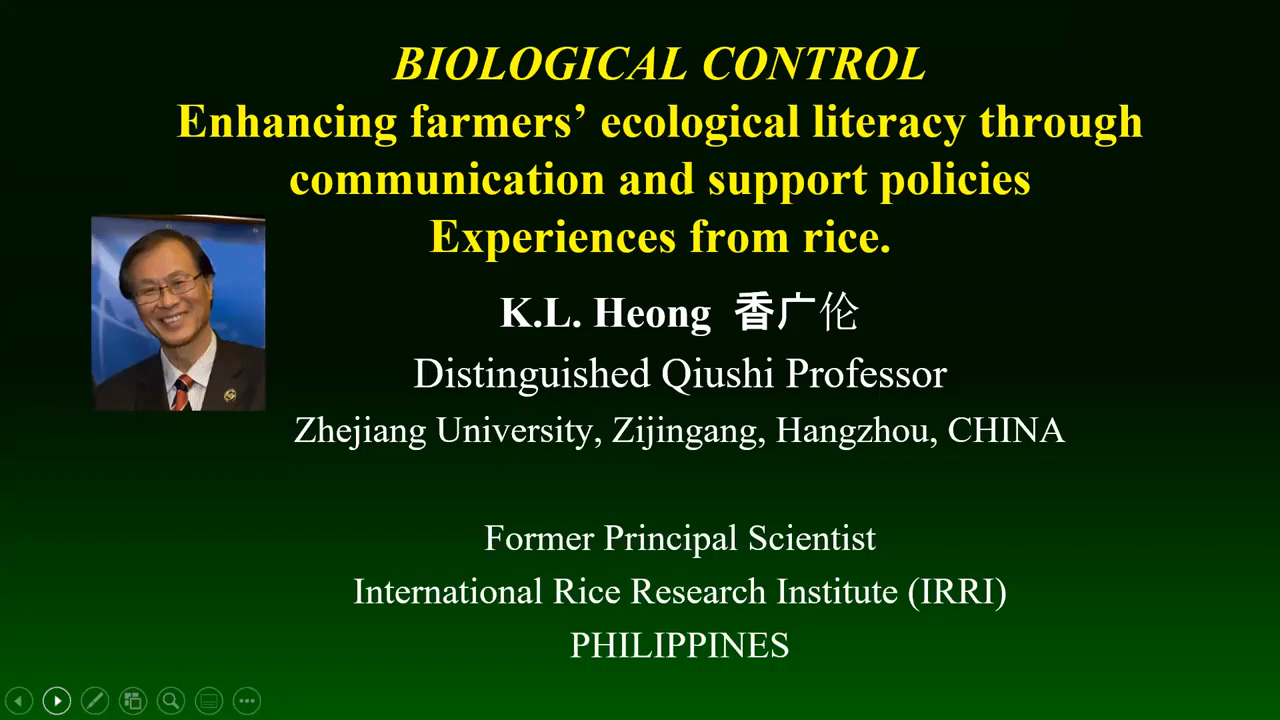 BIOLOGICAL CONTROL
Enhancing farmers’ ecological literacy through
communication and support policies
Experiences from rice.
K.L. Heong 香广伦
Distinguished Qiushi Professor
Zhejiang University, Zijingang, Hangzhou, CHINA
Former Principal Scientist
International Rice Research Institute (IRRI)
PHILIPPINES